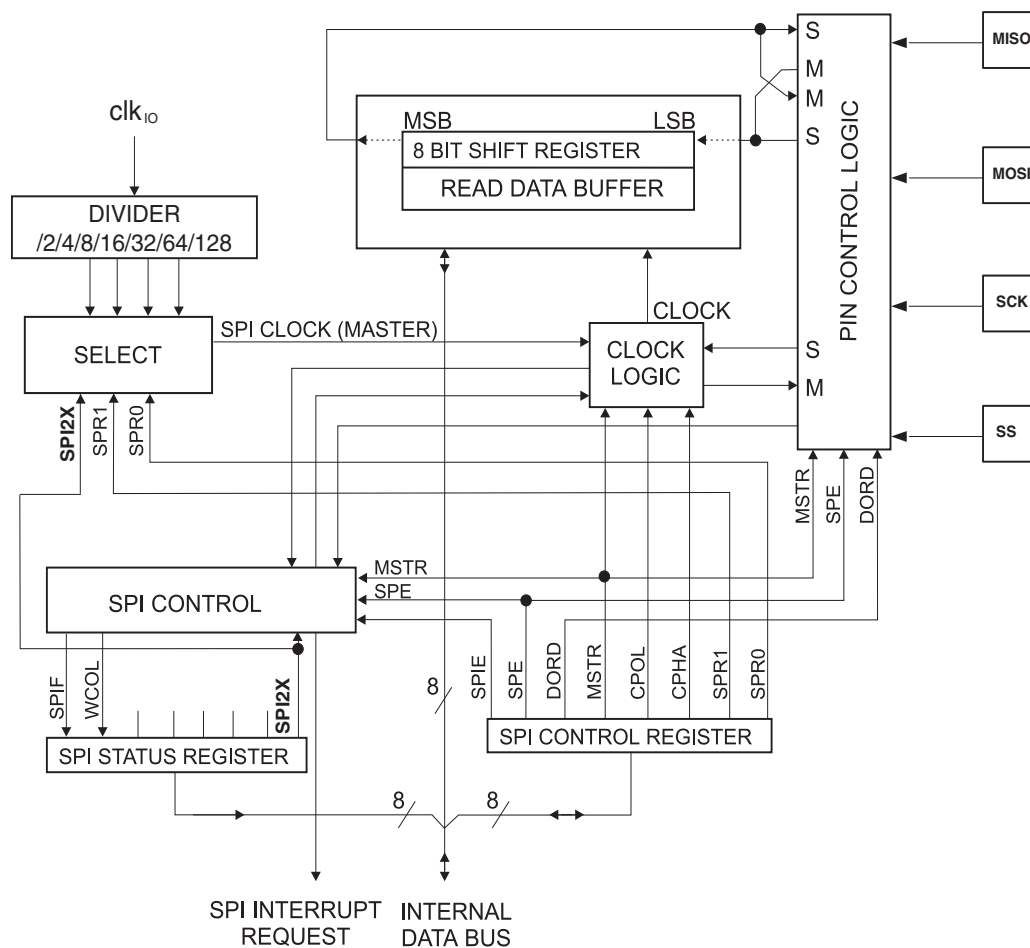 clk IO
DIVIDER
/2/4/8/16/32/64/128
SELECT
SPI2X
SPR1
SPR0
SPI CLOCK (MASTER)
MSB
LSB
8 BIT SHIFT REGISTER
READ DATA BUFFER
CLOCK
CLOCK
LOGIC
S
M
M
S
S
M
PIN CONTROL LOGIC
MISO
MOSI
SCK
SS
MSTR
SPE
DORD
SPI CONTROL
MSTR
SPE
SPIF
WCOL
SPI2X
SPI STATUS REGISTER
8
SPIE
SPE
DORD
MSTR
CPOL
CPHA
SPR1
SPR0
SPI CONTROL REGISTER
8
8
SPI INTERRUPT
REQUEST
INTERNAL
DATA BUS